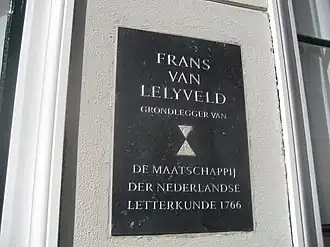 FRANS
VAN
LELYVELD
GRONDLEGGER VAN
DE MAATSCHAPPIJ
DER NEDERLANDSE
LETTERKUNDE 1766